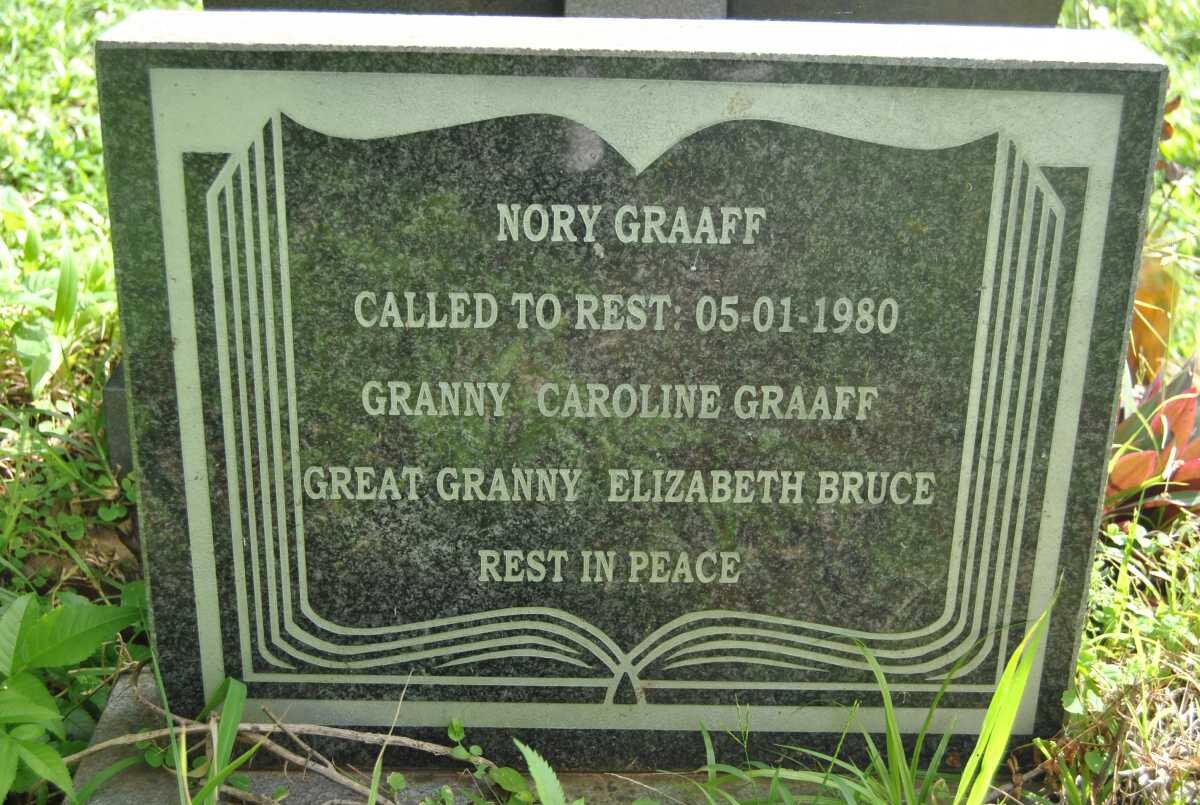 NORY GRAAFF
CALLED TO REST: 05-01-1980
GRANNY CAROLINE GRAAFF
GREAT GRANNY ELIZABETH BRUCE
REST IN PEACE